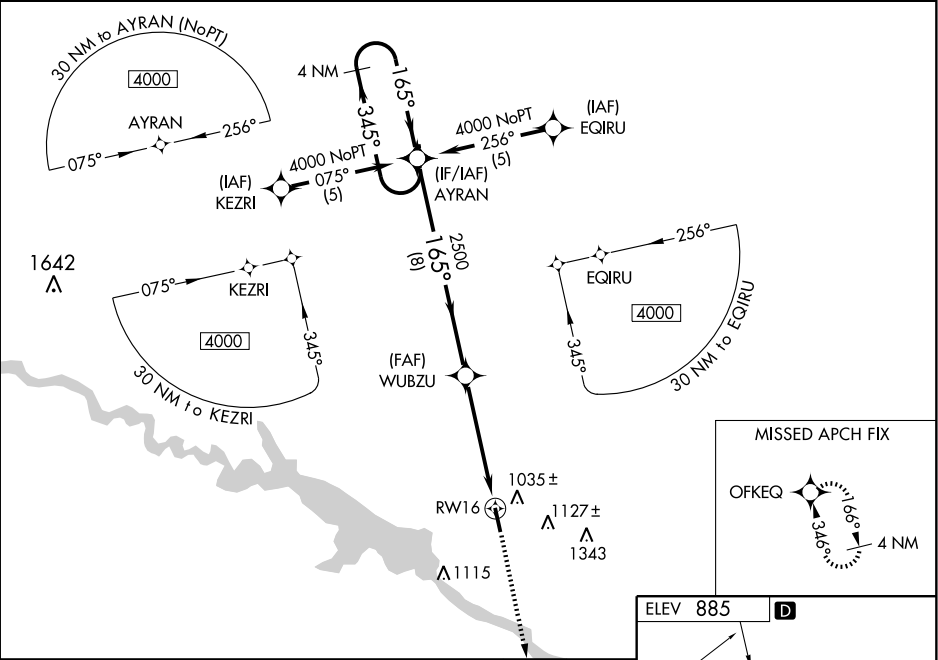 30 NM to AYRAN (NoPT)
4000
AYRAN
075°
256°
4 NM
165°
345°
4000 NoPT
256°
(5)
(IAF)
EQIRU
4000 NoPT
075°
(5)
(IAF)
KEZRI
(IF/IAF)
AYRAN
2500
165°
(8)
1642
075°
KEZRI
4000
345°
30 NM to KEZRI
256°
EQIRU
4000
345°
30 NM to EQIRU
(FAF)
WUBZU
RW16
1035 ±
1127 ±
1343
1115
MISSED APCH FIX
OFKEQ
166°
346°
4 NM
ELEV 885
D